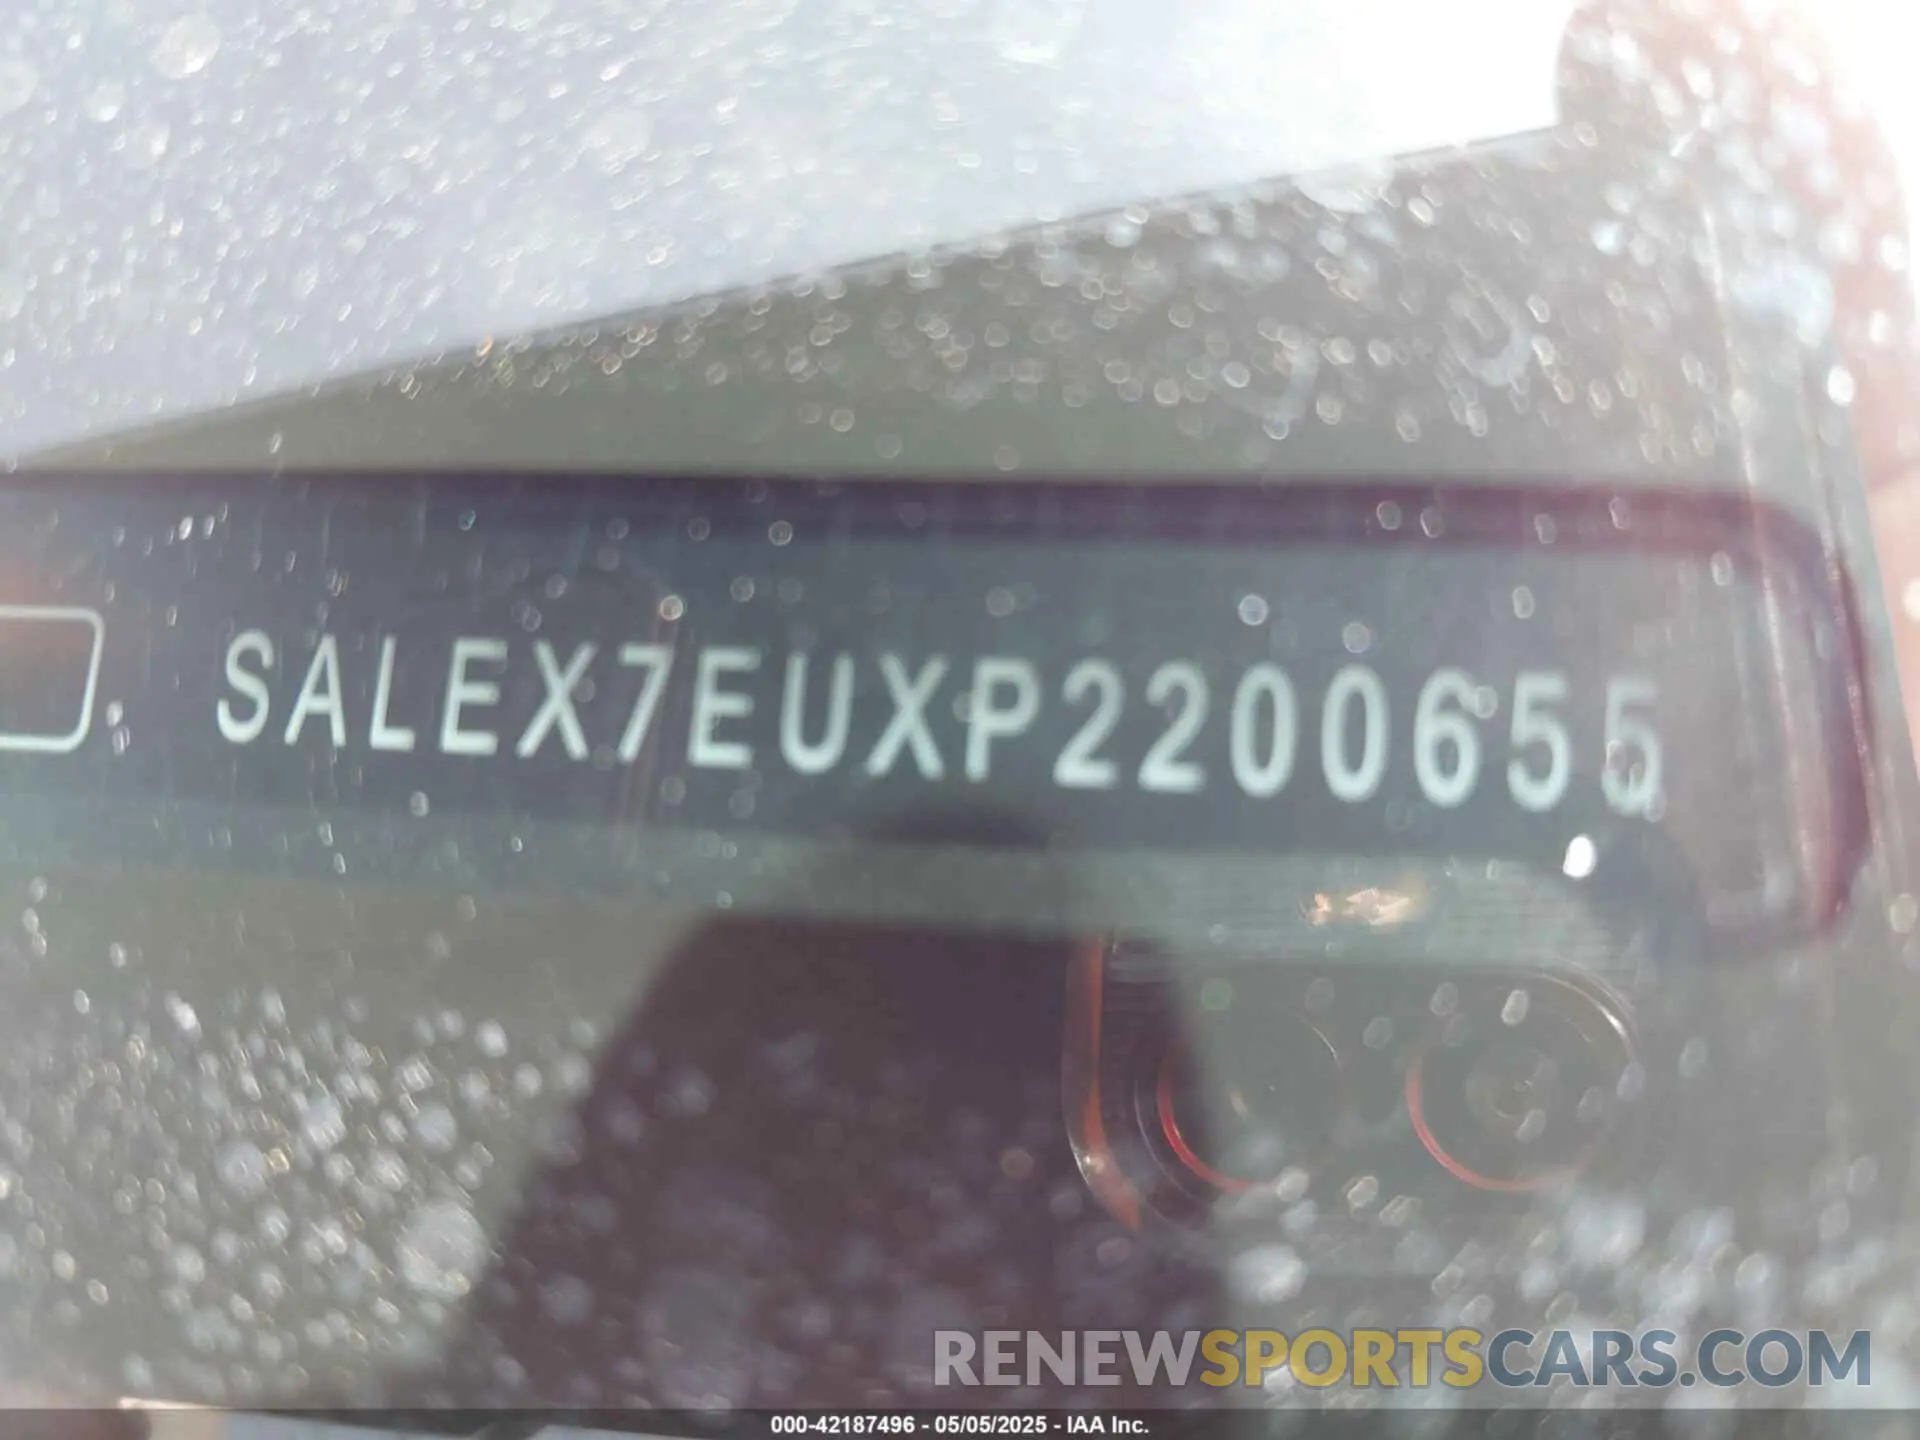 SALEX7EUXP2200655
RENEWSPORTSCARS.COM
000-42187496 - 05/05/2025 - IAA Inc.